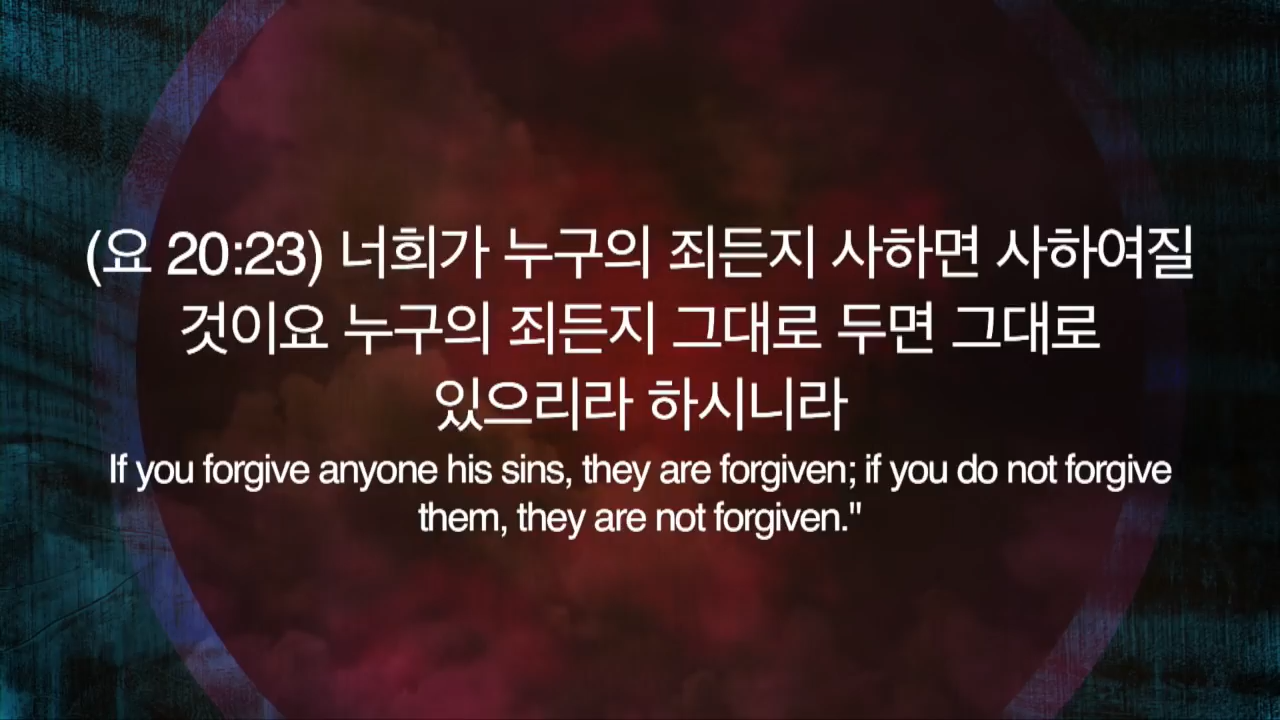 (요 20:23) 너희가 누구의 죄든지 사하면 사하여질
것이요 누구의 죄든지 그대로 두면 그대로
있으리라 하시니라
If you forgive anyone his sins, they are forgiven; if you do not forgive
them, they are not forgiven."